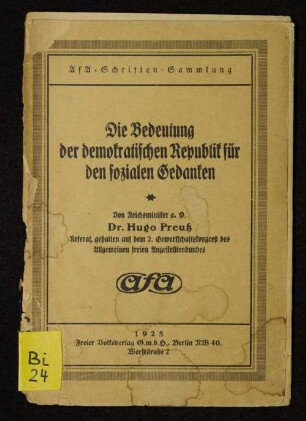 AfA-Schriften-Sammlung
Die Bedeutung
der demokratischen Republik für
den sozialen Gedanken
*
Von Reichsminister a. D.
Dr. Hugo Preuß
Referat, gehalten auf dem 2. Gewerkschaftskongreß des
Allgemeinen freien Angestelltenbundes
AfA
1925
Freier Volksverlag G.m.b.H., Berlin NW 40.
Werftstraße 7
Bi
24